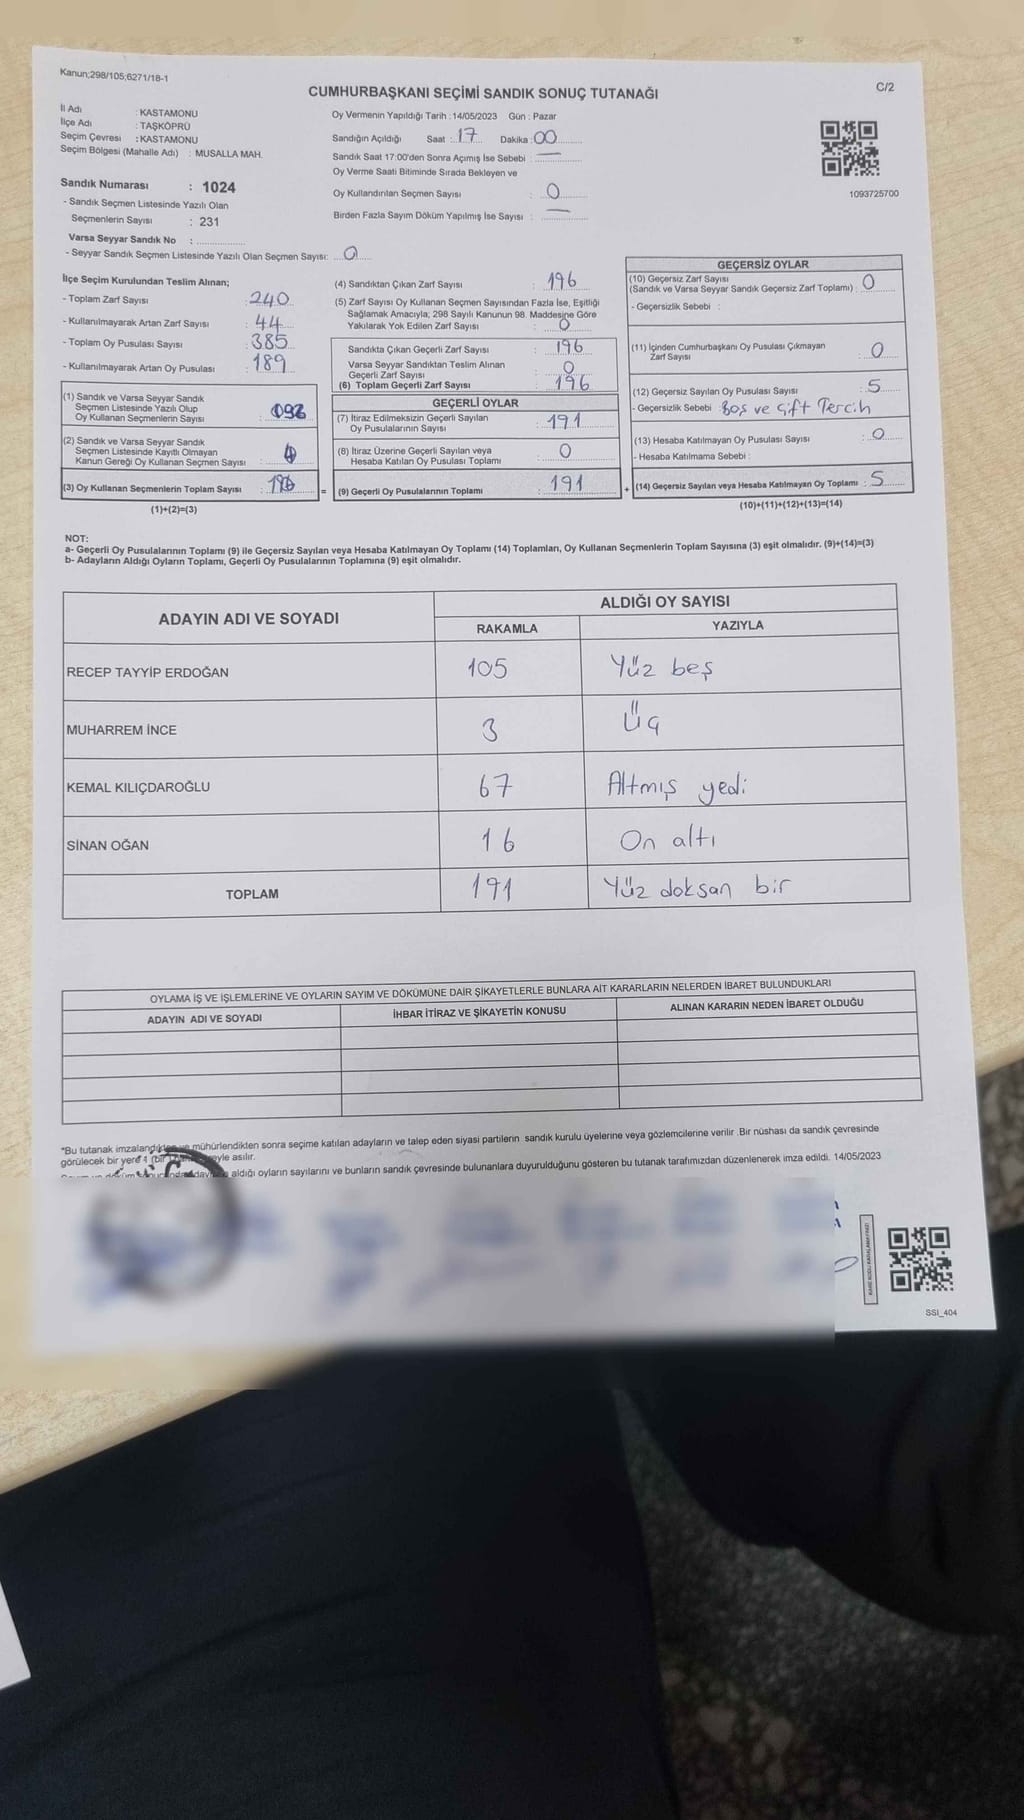 Kanun;298/105;6271/18-1
C/2
CUMHURBAŞKANI SEÇİMİ SANDIK SONUÇ TUTANAĞI
İl Adı : KASTAMONU
İlçe Adı : TAŞKÖPRÜ
Seçim Çevresi : KASTAMONU
Seçim Bölgesi (Mahalle Adı) : MUSALLA MAH.
Sandık Numarası : 1024
- Sandık Seçmen Listesinde Yazılı Olan
Seçmenlerin Sayısı : 231
Varsa Seyyar Sandık No :
- Seyyar Sandık Seçmen Listesinde Yazılı Olan Seçmen Sayısı: 0
Oy Vermenin Yapıldığı Tarih : 14/05/2023 Gün : Pazar
Sandığın Açıldığı Saat : 17 Dakika : 00
Sandık Saat 17:00'den Sonra Açımış İse Sebebi : —
Oy Verme Saati Bitiminde Sırada Bekleyen ve
Oy Kullandırılan Seçmen Sayısı : 0
Birden Fazla Sayım Döküm Yapılmış İse Sayısı : —
1093725700
İlçe Seçim Kurulundan Teslim Alınan;
- Toplam Zarf Sayısı : 240
- Kullanılmayarak Artan Zarf Sayısı : 44
- Toplam Oy Pusulası Sayısı : 385
- Kullanılmayarak Artan Oy Pusulası : 189
(1) Sandık ve Varsa Seyyar Sandık
Seçmen Listesinde Yazılı Olup
Oy Kullanan Seçmenlerin Sayısı :
(2) Sandık ve Varsa Seyyar Sandık
Seçmen Listesinde Kayıtlı Olmayan
Kanun Gereği Oy Kullanan Seçmen Sayısı :
(3) Oy Kullanan Seçmenlerin Toplam Sayısı : 196
(1)+(2)=(3)
(4) Sandıktan Çıkan Zarf Sayısı : 196
(5) Zarf Sayısı Oy Kullanan Seçmen Sayısından Fazla İse, Eşitliği
Sağlamak Amacıyla; 298 Sayılı Kanunun 98. Maddesine Göre
Yakılarak Yok Edilen Zarf Sayısı : 0
Sandıkta Çıkan Geçerli Zarf Sayısı : 196
Varsa Seyyar Sandıktan Teslim Alınan
Geçerli Zarf Sayısı : 0
(6) Toplam Geçerli Zarf Sayısı : 196
GEÇERLİ OYLAR
(7) İtiraz Edilmeksizin Geçerli Sayılan
Oy Pusulalarının Sayısı : 191
(8) İtiraz Üzerine Geçerli Sayılan veya
Hesaba Katılan Oy Pusulası Toplamı : 0
= (9) Geçerli Oy Pusulalarının Toplamı : 191 +
GEÇERSİZ OYLAR
(10) Geçersiz Zarf Sayısı
(Sandık ve Varsa Seyyar Sandık Geçersiz Zarf Toplamı) : 0
- Geçersizlik Sebebi :
(11) İçinden Cumhurbaşkanı Oy Pusulası Çıkmayan
Zarf Sayısı : 0
(12) Geçersiz Sayılan Oy Pusulası Sayısı : 5
- Geçersizlik Sebebi Boş ve Çift Tercih
(13) Hesaba Katılmayan Oy Pusulası Sayısı : 0
- Hesaba Katılmama Sebebi :
(14) Geçersiz Sayılan veya Hesaba Katılmayan Oy Toplamı : 5
(10)+(11)+(12)+(13)=(14)
NOT:
a- Geçerli Oy Pusulalarının Toplamı (9) ile Geçersiz Sayılan veya Hesaba Katılmayan Oy Toplamı (14) Toplamları, Oy Kullanan Seçmenlerin Toplam Sayısına (3) eşit olmalıdır. (9)+(14)=(3)
b- Adayların Aldığı Oyların Toplamı, Geçerli Oy Pusulalarının Toplamına (9) eşit olmalıdır.
ADAYIN ADI VE SOYADI ALDIĞI OY SAYISI
RAKAMLA YAZIYLA
RECEP TAYYİP ERDOĞAN 105 Yüz beş
MUHARREM İNCE 3 Üç
KEMAL KILIÇDAROĞLU 67 Altmış yedi
SİNAN OĞAN 16 On altı
TOPLAM 191 Yüz doksan bir
OYLAMA İŞ VE İŞLEMLERİNE VE OYLARIN SAYIM VE DÖKÜMÜNE DAİR ŞİKAYETLERLE BUNLARA AİT KARARLARIN NELERDEN İBARET BULUNDUKLARI
ADAYIN ADI VE SOYADI İHBAR İTİRAZ VE ŞİKAYETİN KONUSU ALINAN KARARIN NEDEN İBARET OLDUĞU
*Bu tutanak imzalandıktan ve mühürlendikten sonra seçime katılan adayların ve talep eden siyasi partilerin sandık kurulu üyelerine veya gözlemcilerine verilir .Bir nüshası da sandık çevresinde
görülecek bir yere asılır.
aldığı oyların sayılarını ve bunların sandık çevresinde bulunanlara duyurulduğunu gösteren bu tutanak tarafımızdan düzenlenerek imza edildi. 14/05/2023
SSI_404